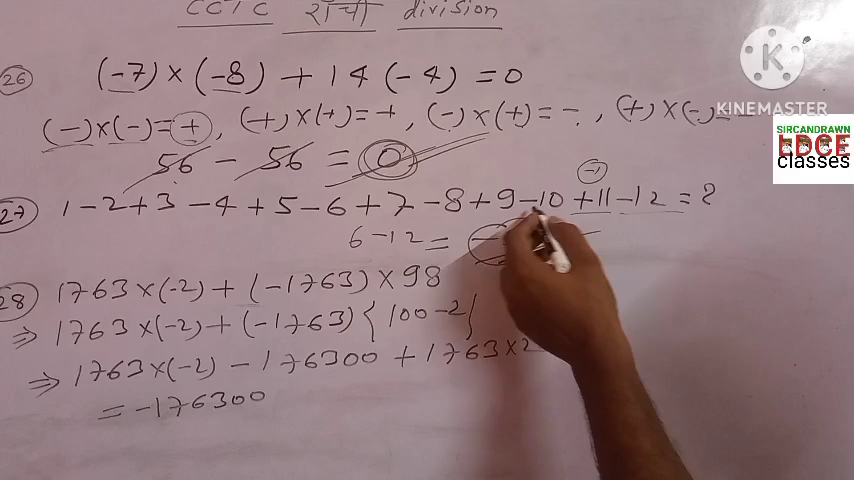 CCTC राँची division
26 (-7) × (-8) + 14 (-4) = 0
(-)×(-)=+, (+)×(+)=+, (-)×(+)=-, (+)×(-)=-
56 - 56 = 0
27 1-2+3-4+5-6+7-8+9-10+11-12=?
-1
6-12=
28 1763×(-2)+(-1763)×98
⇒ 1763×(-2)+(-1763){100-2}
⇒ 1763×(-2)-176300+1763×2
=-176300
KINEMASTER
SIRCANDRAWN
EDGE
classes